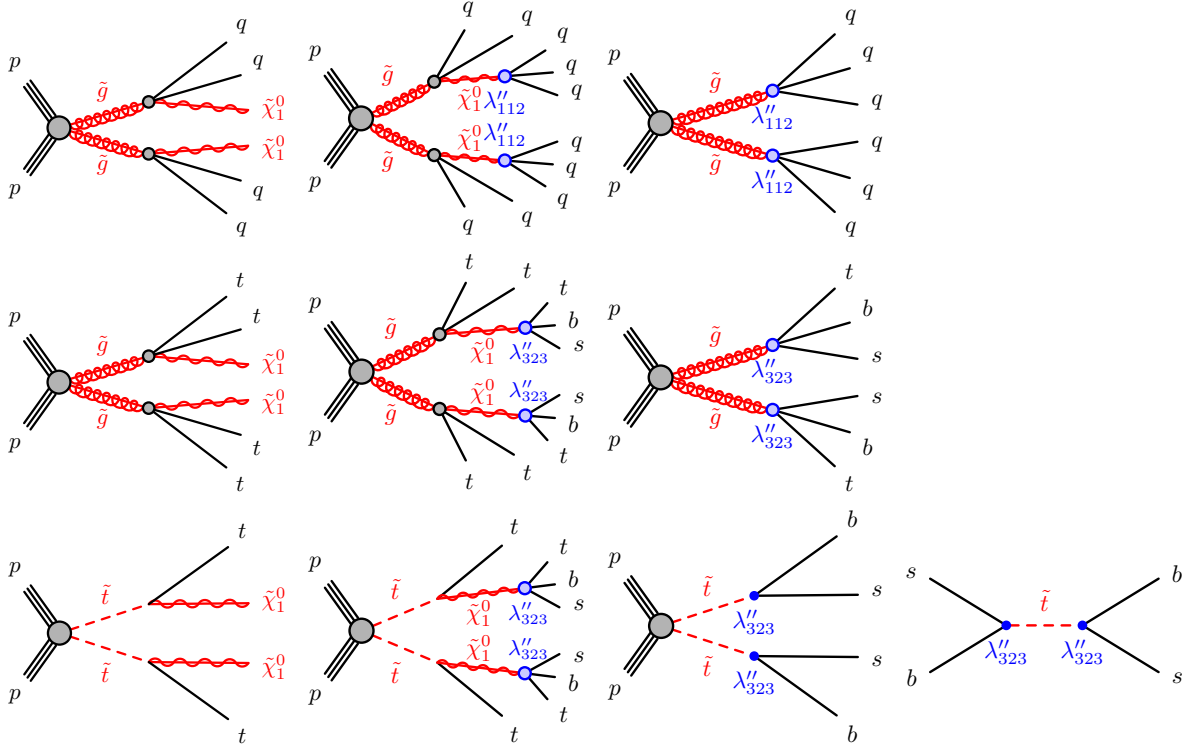 q q q q
p q p q q q
g̃ χ̃₁⁰ g̃ χ̃₁⁰ λ″₁₁₂ q g̃ λ″₁₁₂ q
g̃ χ̃₁⁰ g̃ χ̃₁⁰ λ″₁₁₂ q g̃ λ″₁₁₂ q
p q p q q p q
q q q q q
t t t t
p t p t b p b
g̃ χ̃₁⁰ g̃ χ̃₁⁰ λ″₃₂₃ s g̃ λ″₃₂₃ s
g̃ χ̃₁⁰ g̃ χ̃₁⁰ λ″₃₂₃ s g̃ λ″₃₂₃ s
p t p b t p b
t t t t
t t b
p p t b p s s b
t̃ χ̃₁⁰ t̃ χ̃₁⁰ λ″₃₂₃ s t̃ λ″₃₂₃ t̃
t̃ χ̃₁⁰ t̃ χ̃₁⁰ λ″₃₂₃ s t̃ λ″₃₂₃ s λ″₃₂₃ λ″₃₂₃
p p b t p b s
t t b